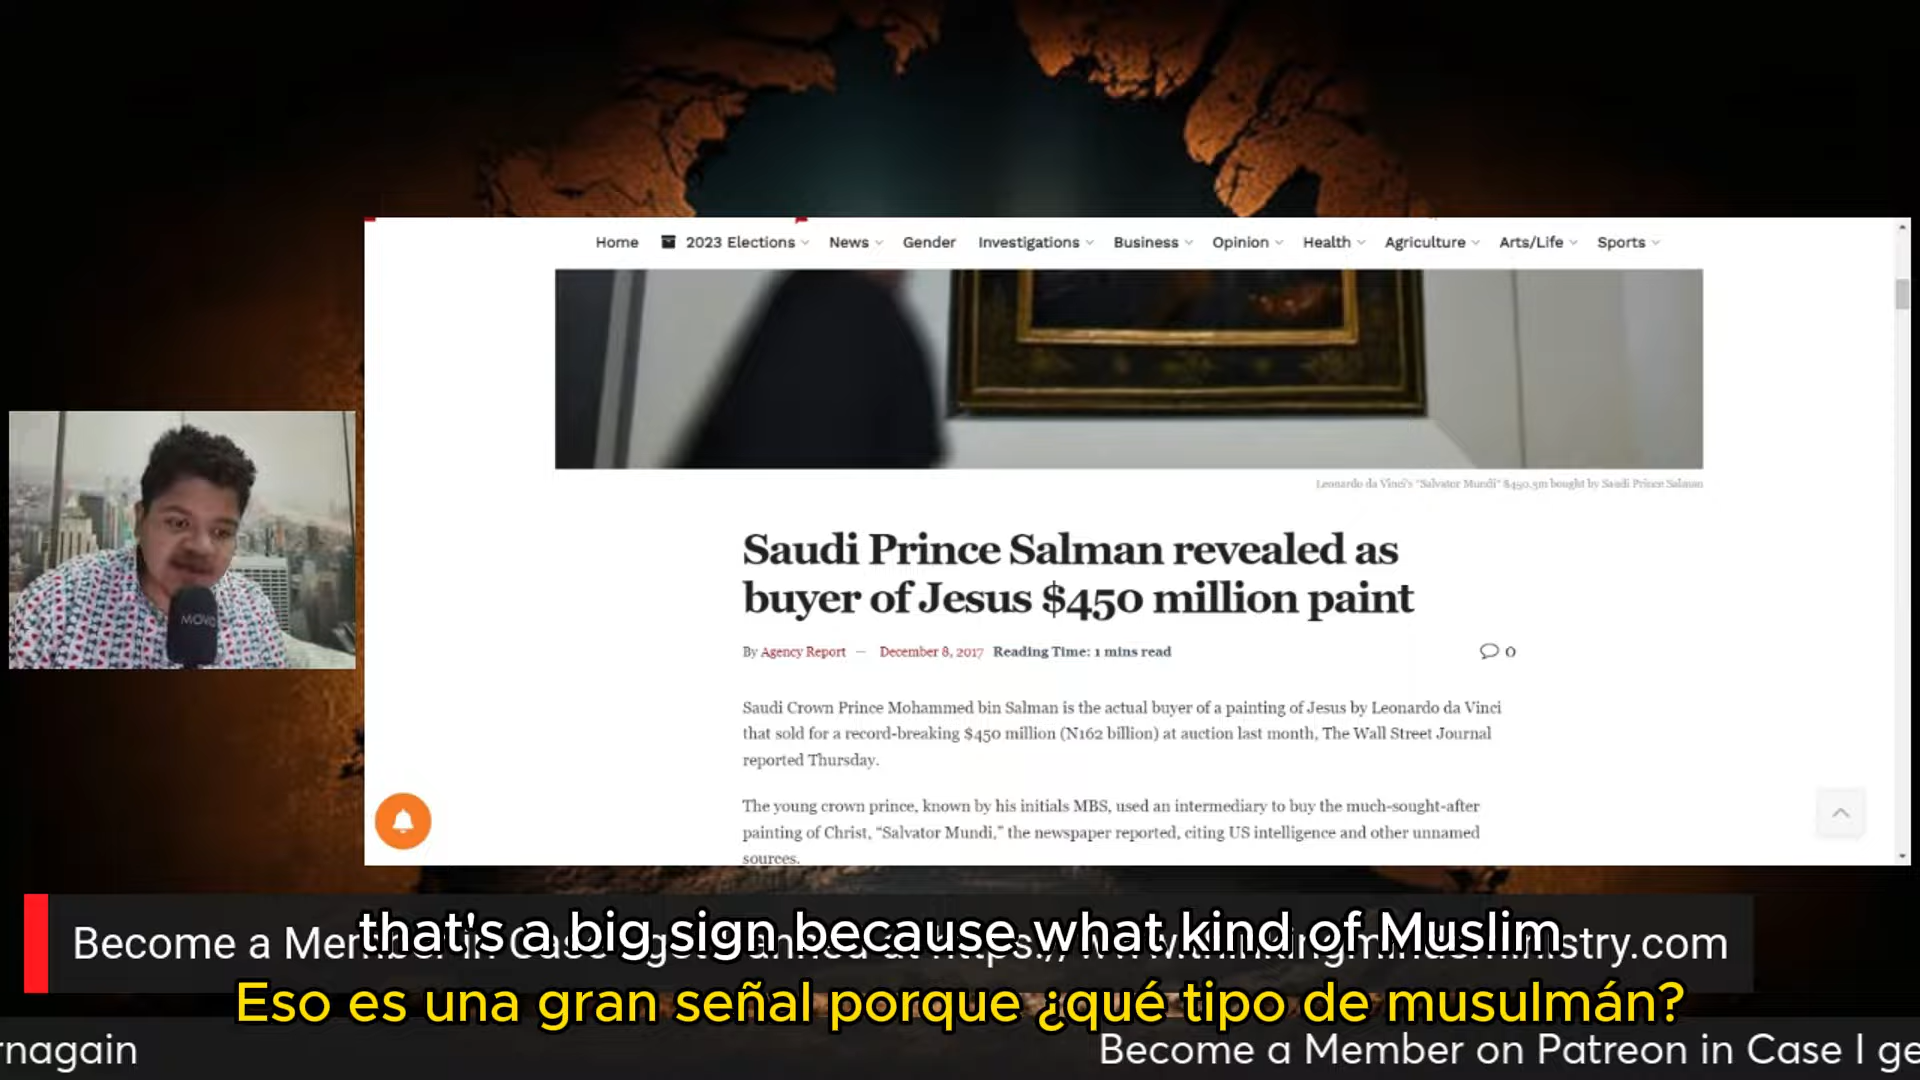 Home 2023 Elections News Gender Investigations Business Opinion Health Agriculture Arts/Life Sports
Leonardo da Vinci's "Salvator Mundi" $450.3m bought by Saudi Prince Salman
Saudi Prince Salman revealed as
buyer of Jesus $450 million paint
By Agency Report — December 8, 2017 Reading Time: 1 mins read 0
Saudi Crown Prince Mohammed bin Salman is the actual buyer of a painting of Jesus by Leonardo da Vinci
that sold for a record-breaking $450 million (N162 billion) at auction last month, The Wall Street Journal
reported Thursday.
The young crown prince, known by his initials MBS, used an intermediary to buy the much-sought-after
painting of Christ, “Salvator Mundi,” the newspaper reported, citing US intelligence and other unnamed
sources.
MOVO
Become a Member in Case I get
that's a big sign because what kind of Muslim
Eso es una gran señal porque ¿qué tipo de musulmán?
rnagain
Become a Member on Patreon in Case I ge